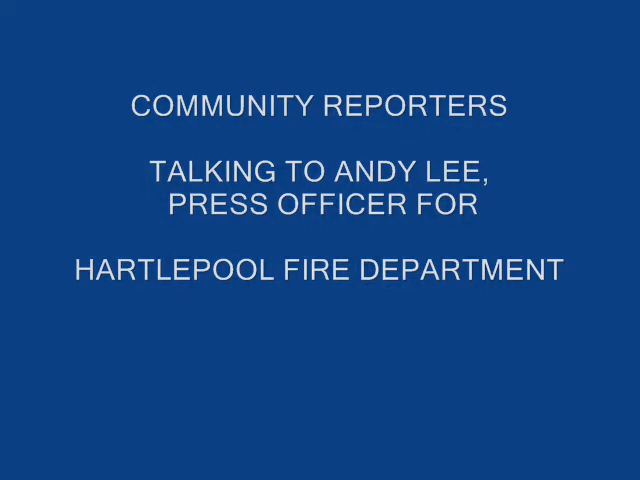 COMMUNITY REPORTERS
TALKING TO ANDY LEE,
PRESS OFFICER FOR
HARTLEPOOL FIRE DEPARTMENT